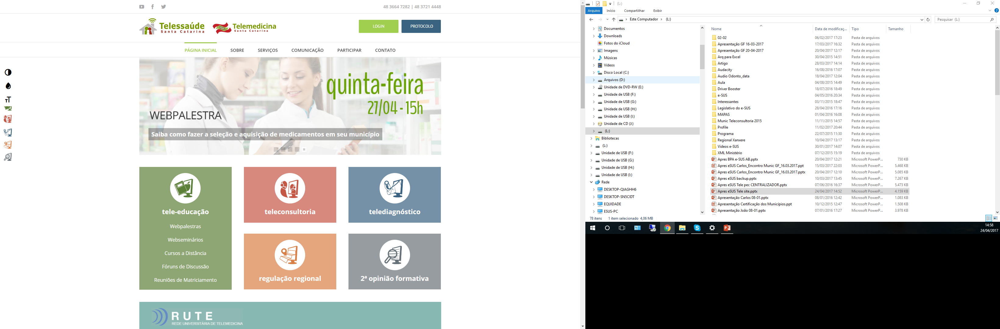 48 3664 7282 | 48 3721 4448
Telessaúde
Santa Catarina
Telemedicina
Santa Catarina
LOGIN
PROTOCOLO
PÁGINA INICIAL
SOBRE
SERVIÇOS
COMUNICAÇÃO
PARTICIPAR
CONTATO
quinta-feira
27/04 - 15h
WEBPALESTRA
Saiba como fazer a seleção e aquisição de medicamentos em seu município
tele-educação
Webpalestras
Webseminários
Cursos a Distância
Fóruns de Discussão
Reuniões de Matriciamento
teleconsultoria
telediagnóstico
regulação regional
2ª opinião formativa
RUTE
REDE UNIVERSITÁRIA DE TELEMEDICINA
(L:)
Arquivo
Início
Compartilhar
Exibir
Este Computador > (L:)
Pesquisar (L:)
Documentos
Downloads
Fotos do iCloud
Imagens
Músicas
Vídeos
Disco Local (C:)
Arquivos (D:)
Unidade de DVD-RW (E:)
Unidade de USB (F:)
Unidade de USB (G:)
Unidade de USB (H:)
Unidade de USB (I:)
Unidade de CD (J:)
(L:)
Bibliotecas
(L:)
Unidade de USB (F:)
Unidade de USB (G:)
Unidade de USB (H:)
Unidade de USB (I:)
Rede
DESKTOP-QIAGHH6
DESKTOP-SN5CIDT
EQUIDADE
ESUS-PC
Nome Data de modificaç... Tipo Tamanho
02-02 06/02/2017 17:23 Pasta de arquivos
Apresentação GF 16-03-2017 17/03/2017 16:32 Pasta de arquivos
Apresentação GF 20-04-2017 20/04/2017 12:17 Pasta de arquivos
Arq para Excel 30/04/2015 14:51 Pasta de arquivos
Artigo 28/03/2017 14:14 Pasta de arquivos
Audacity 16/08/2016 17:07 Pasta de arquivos
Audio Odonto_data 18/04/2017 12:04 Pasta de arquivos
Aula 04/08/2015 14:49 Pasta de arquivos
Driver Booster 18/07/2016 18:49 Pasta de arquivos
e-SUS 04/05/2016 20:34 Pasta de arquivos
Interessantes 03/11/2015 18:47 Pasta de arquivos
Legislativo do e-SUS 28/04/2016 17:16 Pasta de arquivos
MAPAS 01/04/2016 16:08 Pasta de arquivos
Munic Teleconsultoria 2015 11/11/2015 14:57 Pasta de arquivos
Profile 11/02/2017 20:44 Pasta de arquivos
Programa 22/07/2015 11:30 Pasta de arquivos
Regional Xanxere 10/04/2017 13:17 Pasta de arquivos
Videos e-SUS 30/01/2017 14:07 Pasta de arquivos
XML Ministério 07/12/2015 15:19 Pasta de arquivos
Apres BPA e-SUS AB.pptx 20/04/2017 12:21 Microsoft PowerP... 730 KB
Apres eSUS Carlos_Encontro Munic GF_16.03.2017.ppt 15/03/2017 22:03 Microsoft PowerP... 5.468 KB
Apres eSUS Carlos_Encontro Munic GF_16.03.2017.pptx 20/04/2017 12:10 Microsoft PowerP... 5.085 KB
Apres eSUS backup.pptx 10/03/2017 13:45 Microsoft PowerP... 7.267 KB
Apres eSUS Tele pec CENTRALIZADOR.pptx 07/06/2016 16:37 Microsoft PowerP... 5.473 KB
Apres eSUS Tele site.pptx 24/04/2017 14:52 Microsoft PowerP... 4.159 KB
Apresentação Carlos 08-01.pptx 08/01/2016 12:42 Microsoft PowerP... 1.083 KB
Apresentação Certificação dos Municípios.ppt 10/12/2015 12:47 Microsoft PowerP... 1.508 KB
Apresentação João 08-01.pptx 07/01/2016 17:27 Microsoft PowerP... 3.978 KB
78 itens 1 item selecionado 4,06 MB
14:58
24/04/2017